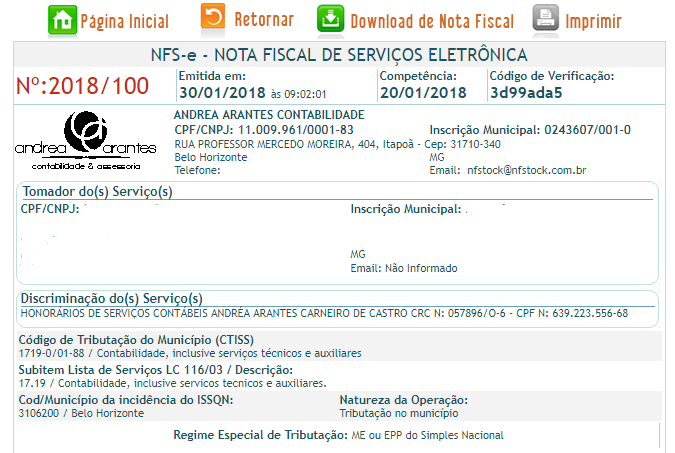 Página Inicial Retornar Download de Nota Fiscal Imprimir
NFS-e - NOTA FISCAL DE SERVIÇOS ELETRÔNICA
Nº:2018/100
Emitida em:
30/01/2018 às 09:02:01
Competência:
20/01/2018
Código de Verificação:
3d99ada5
andrea arantes
contabilidade & assessoria
ANDREA ARANTES CONTABILIDADE
CPF/CNPJ: 11.009.961/0001-83 Inscrição Municipal: 0243607/001-0
RUA PROFESSOR MERCEDO MOREIRA, 404, Itapoã - Cep: 31710-340
Belo Horizonte MG
Telefone: Email: nfstock@nfstock.com.br
Tomador do(s) Serviço(s)
CPF/CNPJ: Inscrição Municipal:
MG
Email: Não Informado
Discriminação do(s) Serviço(s)
HONORÁRIOS DE SERVIÇOS CONTÁBEIS ANDRÉA ARANTES CARNEIRO DE CASTRO CRC N: 057896/O-6 - CPF N: 639.223.556-68
Código de Tributação do Município (CTISS)
1719-0/01-88 / Contabilidade, inclusive serviços técnicos e auxiliares
Subitem Lista de Serviços LC 116/03 / Descrição:
17.19 / Contabilidade, inclusive servicos tecnicos e auxiliares.
Cod/Município da incidência do ISSQN: Natureza da Operação:
3106200 / Belo Horizonte Tributação no município
Regime Especial de Tributação: ME ou EPP do Simples Nacional